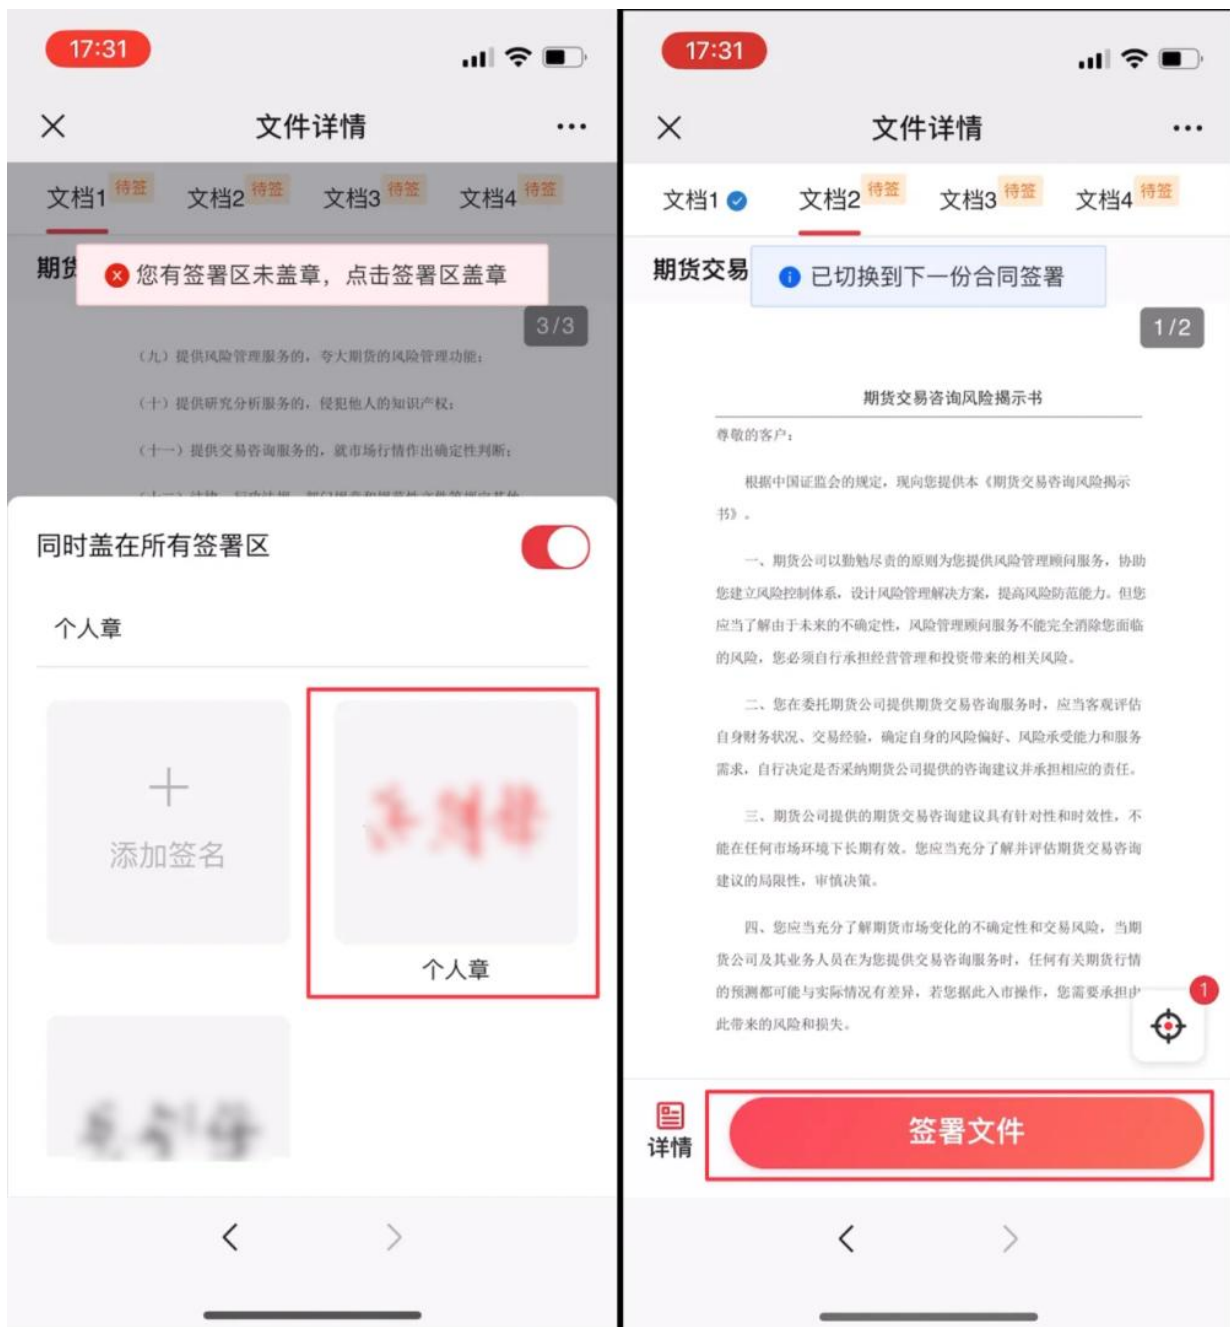 17:31
文件详情
文档1 待签 文档2 待签 文档3 待签 文档4 待签
期货
您有签署区未盖章，点击签署区盖章
3/3
（九）提供风险管理服务的，夸大期货的风险管理功能；
（十）提供研究分析服务的，侵犯他人的知识产权；
（十一）提供交易咨询服务的，就市场行情作出确定性判断；
同时盖在所有签署区
个人章
添加签名
个人章
17:31
文件详情
文档1 文档2 待签 文档3 待签 文档4 待签
期货交易
已切换到下一份合同签署
1/2
期货交易咨询风险揭示书
尊敬的客户：
根据中国证监会的规定，现向您提供本《期货交易咨询风险揭示
书》。
一、期货公司以勤勉尽责的原则为您提供风险管理顾问服务，协助
您建立风险控制体系，设计风险管理解决方案，提高风险防范能力。但您
应当了解由于未来的不确定性，风险管理顾问服务不能完全消除您面临
的风险，您必须自行承担经营管理和投资带来的相关风险。
二、您在委托期货公司提供期货交易咨询服务时，应当客观评估
自身财务状况、交易经验，确定自身的风险偏好、风险承受能力和服务
需求，自行决定是否采纳期货公司提供的咨询建议并承担相应的责任。
三、期货公司提供的期货交易咨询建议具有针对性和时效性，不
能在任何市场环境下长期有效。您应当充分了解并评估期货交易咨询
建议的局限性，审慎决策。
四、您应当充分了解期货市场变化的不确定性和交易风险，当期
货公司及其业务人员在为您提供交易咨询服务时，任何有关期货行情
的预测都可能与实际情况有差异，若您据此入市操作，您需要承担由
此带来的风险和损失。
1
详情
签署文件